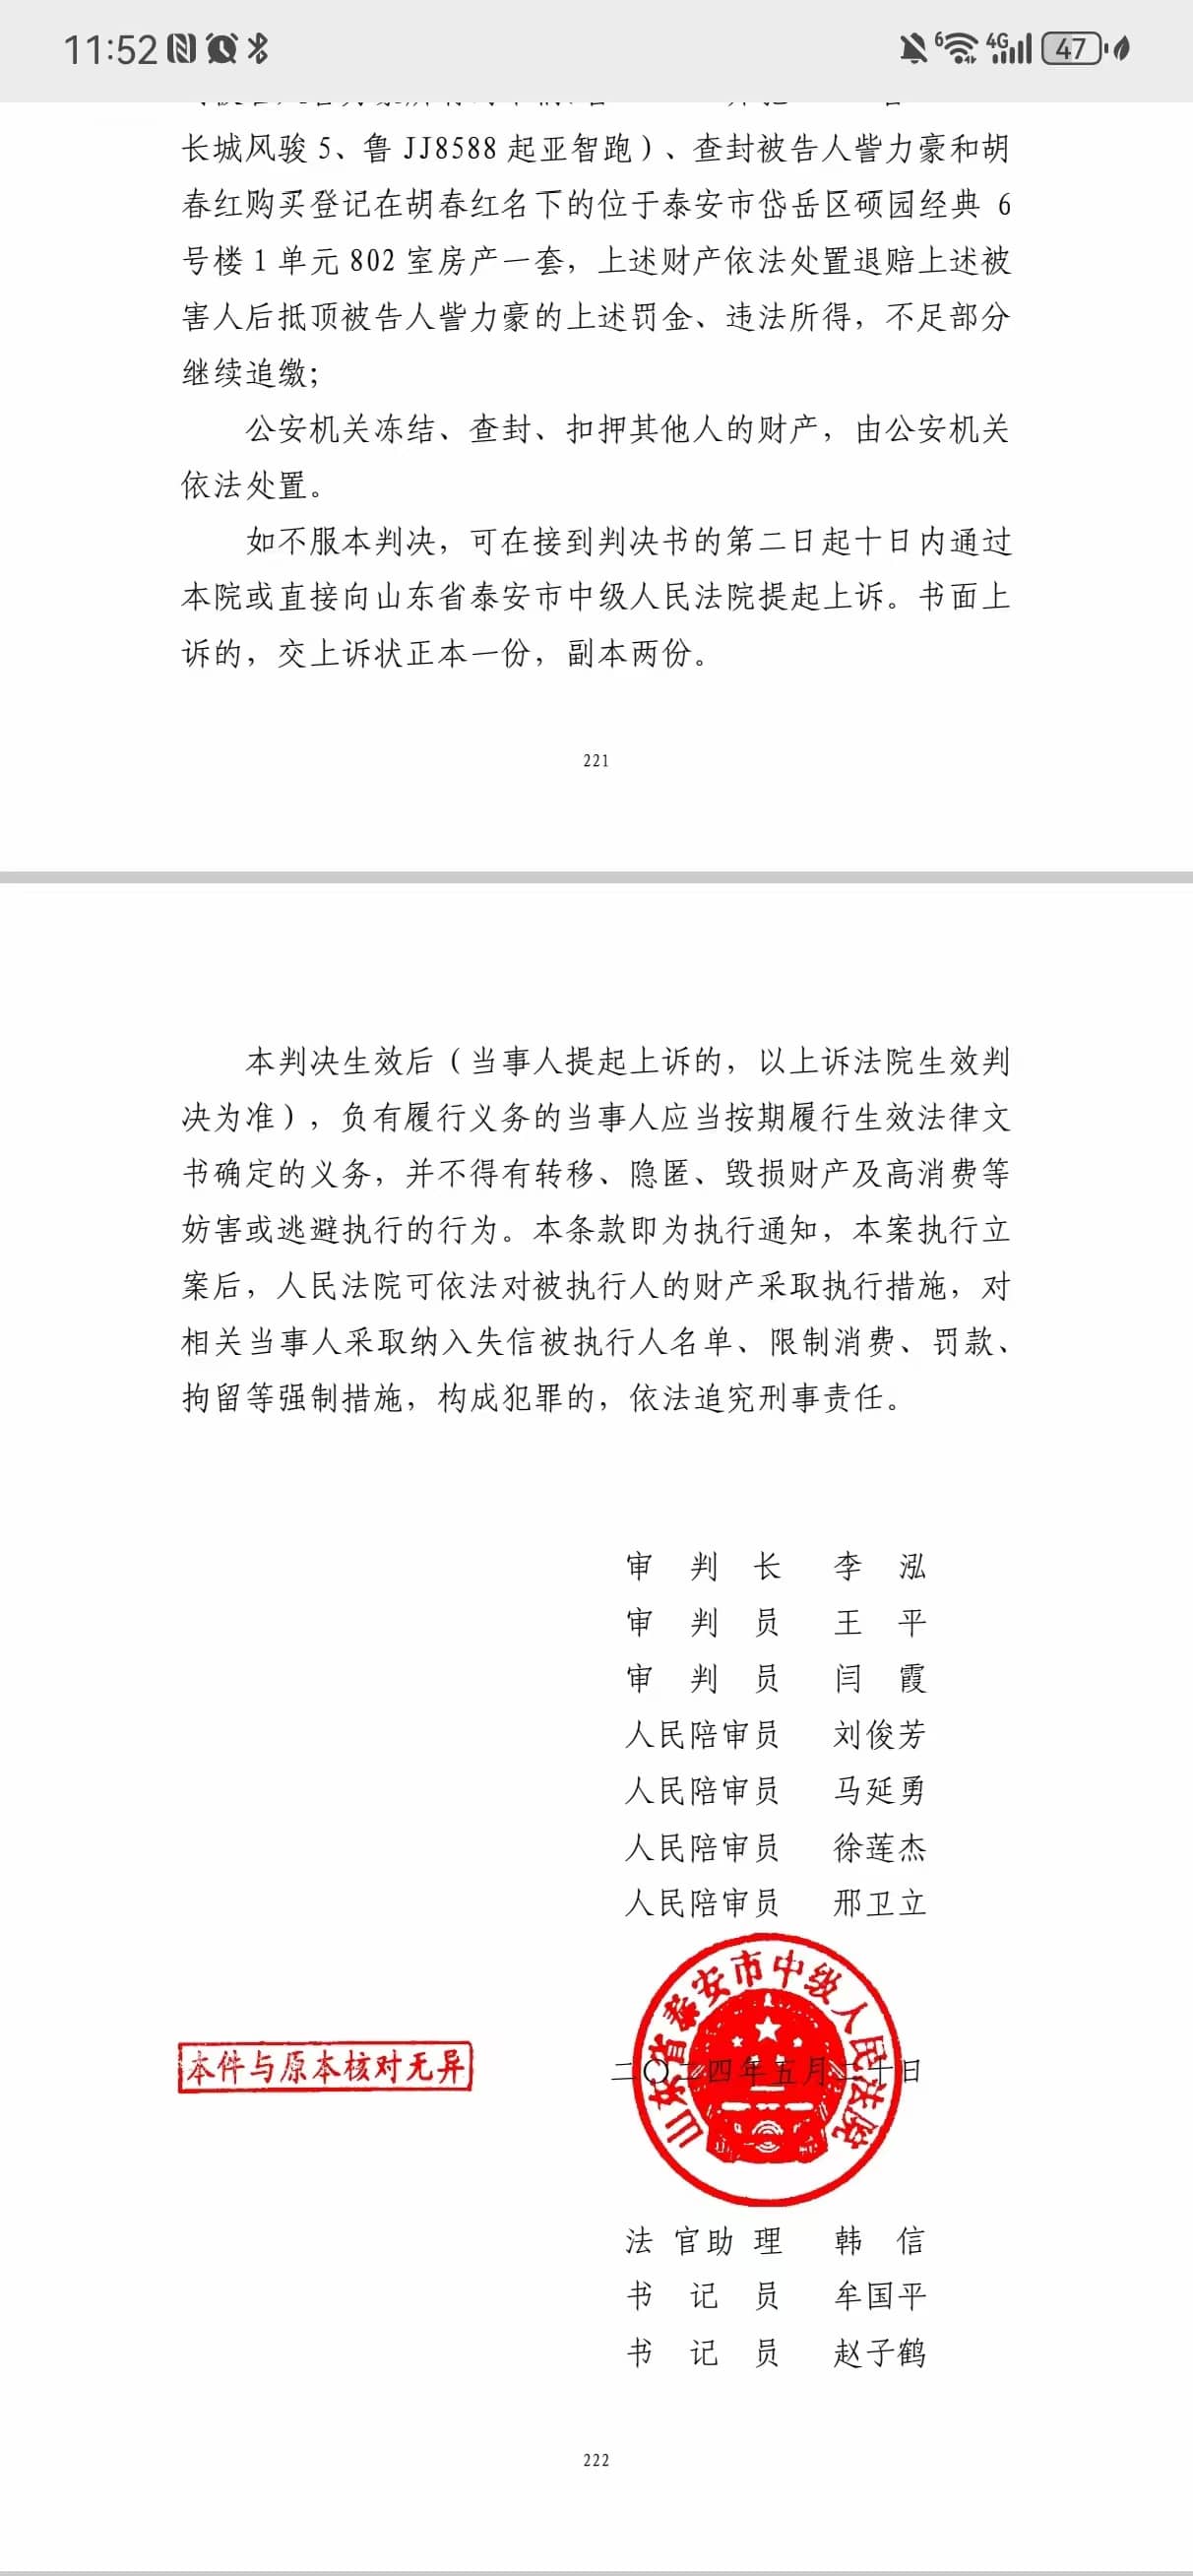 11:52
6
4G
47
长城风骏 5、鲁 JJ8588 起亚智跑)、查封被告人訾力豪和胡
春红购买登记在胡春红名下的位于泰安市岱岳区硕园经典 6
号楼 1 单元 802 室房产一套，上述财产依法处置退赔上述被
害人后抵顶被告人訾力豪的上述罚金、违法所得，不足部分
继续追缴；
公安机关冻结、查封、扣押其他人的财产，由公安机关
依法处置。
如不服本判决，可在接到判决书的第二日起十日内通过
本院或直接向山东省泰安市中级人民法院提起上诉。书面上
诉的，交上诉状正本一份，副本两份。
221
本判决生效后（当事人提起上诉的，以上诉法院生效判
决为准），负有履行义务的当事人应当按期履行生效法律文
书确定的义务，并不得有转移、隐匿、毁损财产及高消费等
妨害或逃避执行的行为。本条款即为执行通知，本案执行立
案后，人民法院可依法对被执行人的财产采取执行措施，对
相关当事人采取纳入失信被执行人名单、限制消费、罚款、
拘留等强制措施，构成犯罪的，依法追究刑事责任。
审 判 长 李 泓
审 判 员 王 平
审 判 员 闫 霞
人民陪审员 刘俊芳
人民陪审员 马延勇
人民陪审员 徐莲杰
人民陪审员 邢卫立
山东省泰安市中级人民法院
本件与原本核对无异
二〇二四年五月二十日
法 官 助 理 韩 信
书 记 员 牟国平
书 记 员 赵子鹤
222